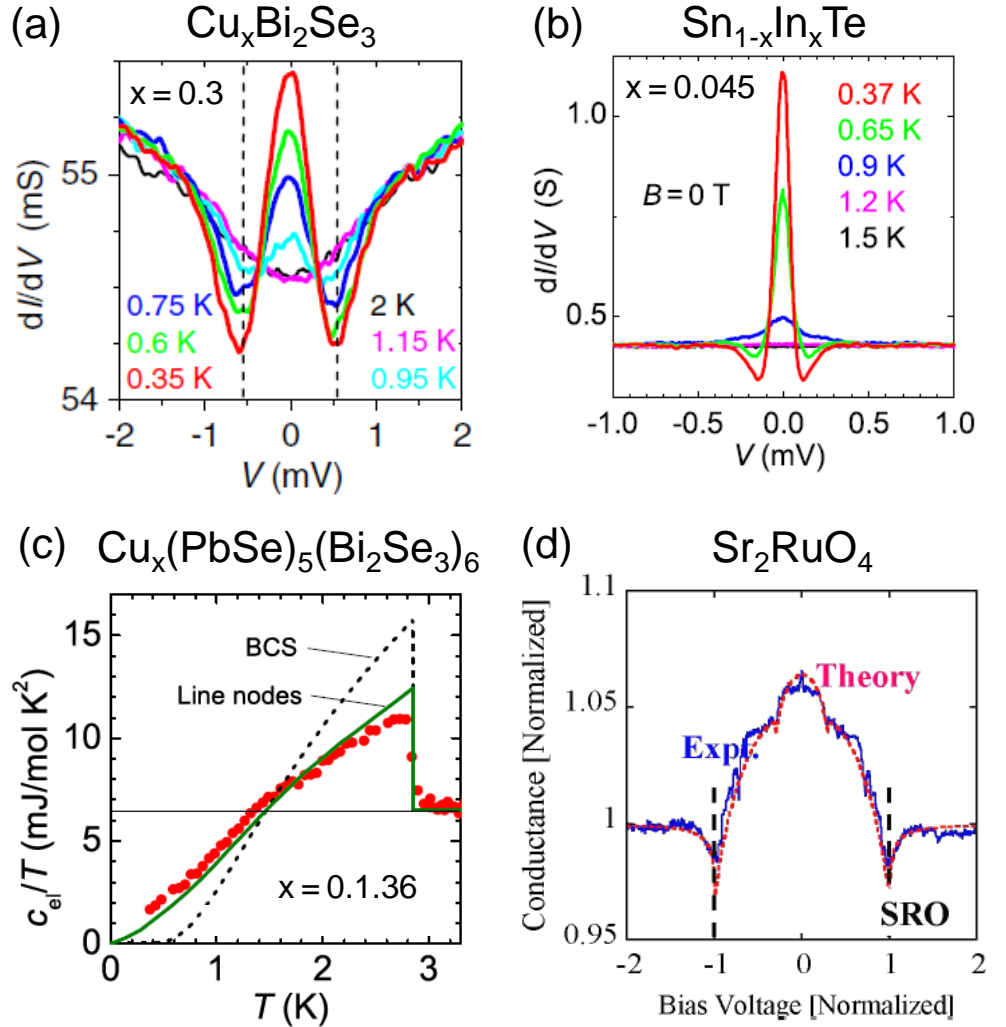 (a) CuₓBi₂Se₃
x = 0.3
55
54
dI/dV (mS)
0.75 K
0.6 K
0.35 K
2 K
1.15 K
0.95 K
-2 -1 0 1 2
V (mV)
(b) Sn₁₋ₓInₓTe
x = 0.045
0.37 K
0.65 K
0.9 K
1.2 K
1.5 K
B = 0 T
1.0
0.5
dI/dV (S)
-1.0 -0.5 0.0 0.5 1.0
V (mV)
(c) Cuₓ(PbSe)₅(Bi₂Se₃)₆
15
10
5
0
cₑₗ/T (mJ/mol K²)
BCS
Line nodes
x = 0.1.36
0 1 2 3
T (K)
(d) Sr₂RuO₄
1.1
1.05
1
0.95
Conductance [Normalized]
Theory
Expl.
SRO
-2 -1 0 1 2
Bias Voltage [Normalized]